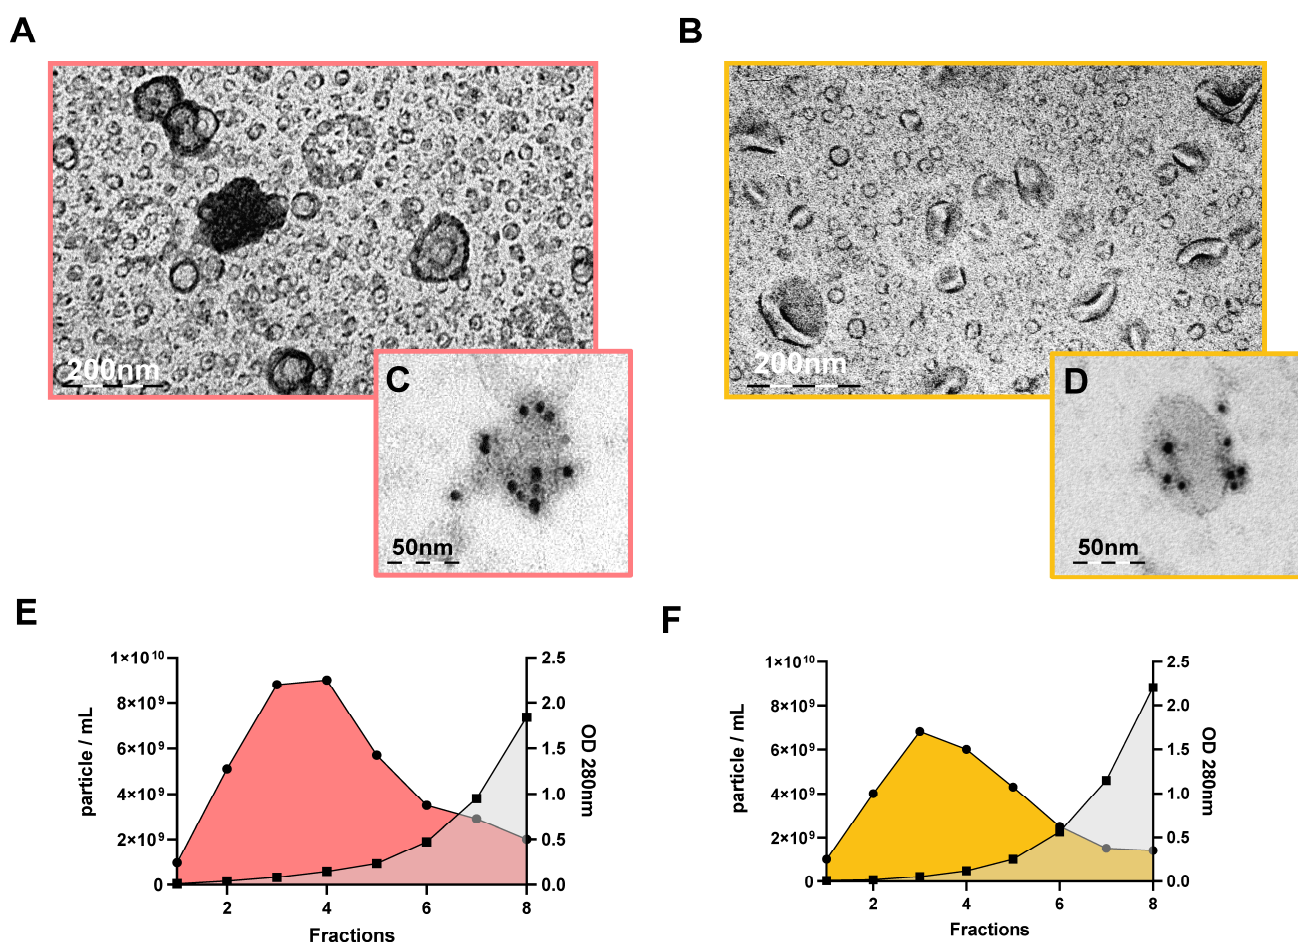 A
B
200nm
200nm
C
50nm
D
50nm
E
F
1×10¹⁰
8×10⁹
6×10⁹
4×10⁹
2×10⁹
0
particle / mL
2.5
2.0
1.5
1.0
0.5
0.0
OD 280nm
2 4 6 8
Fractions
1×10¹⁰
8×10⁹
6×10⁹
4×10⁹
2×10⁹
0
particle / mL
2.5
2.0
1.5
1.0
0.5
0.0
OD 280nm
2 4 6 8
Fractions